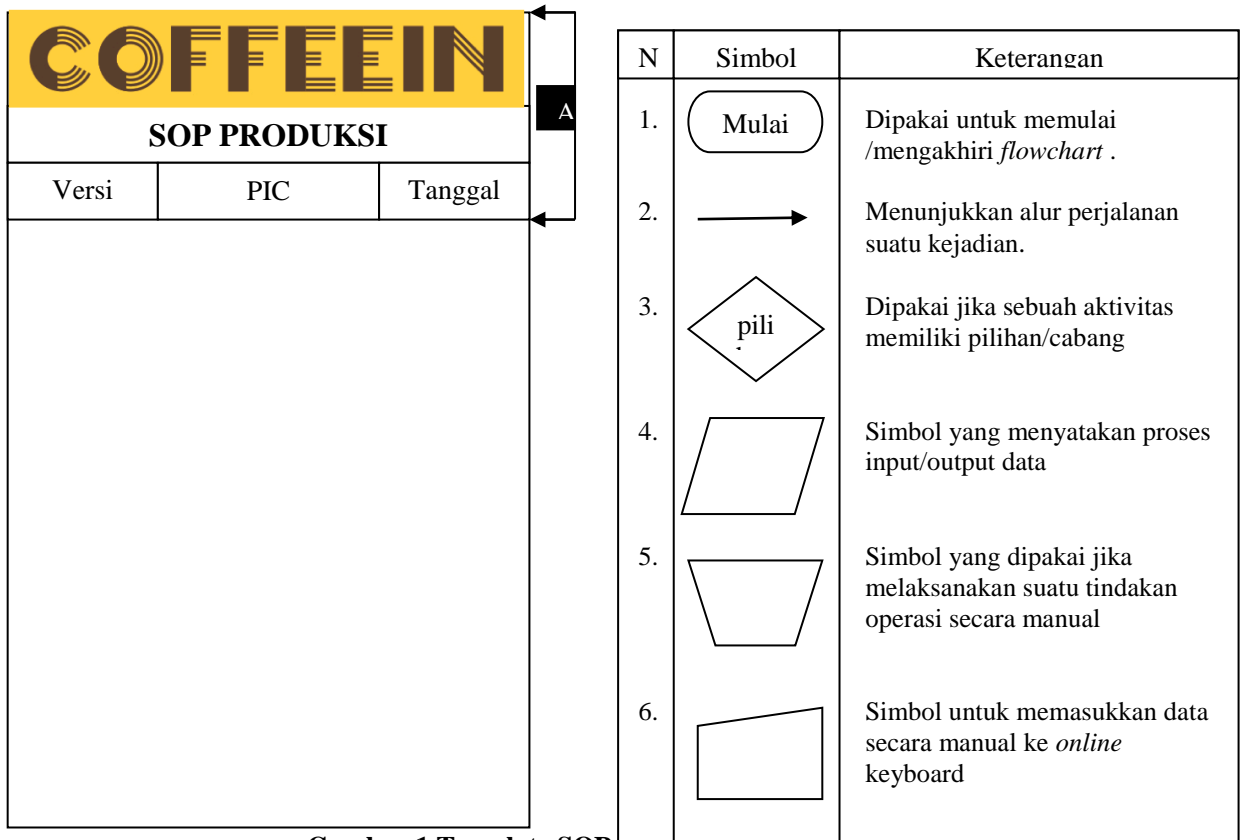 COFFEEIN
A
SOP PRODUKSI
Versi PIC Tanggal
N Simbol Keterangan
1. Mulai Dipakai untuk memulai
/mengakhiri flowchart .
2. Menunjukkan alur perjalanan
suatu kejadian.
3. pili Dipakai jika sebuah aktivitas
memiliki pilihan/cabang
4. Simbol yang menyatakan proses
input/output data
5. Simbol yang dipakai jika
melaksanakan suatu tindakan
operasi secara manual
6. Simbol untuk memasukkan data
secara manual ke online
keyboard